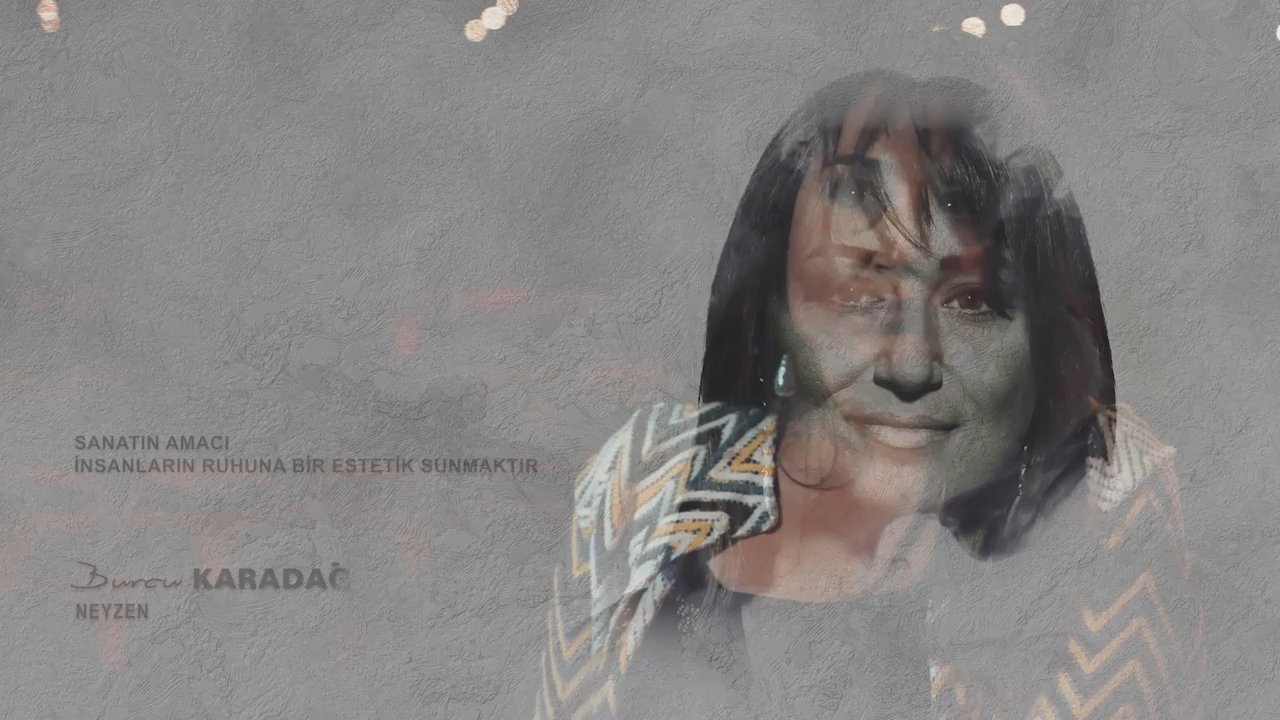 SANATIN AMACI
İNSANLARIN RUHUNA BİR ESTETİK SUNMAKTIR
Burcu KARADAĞ
NEYZEN